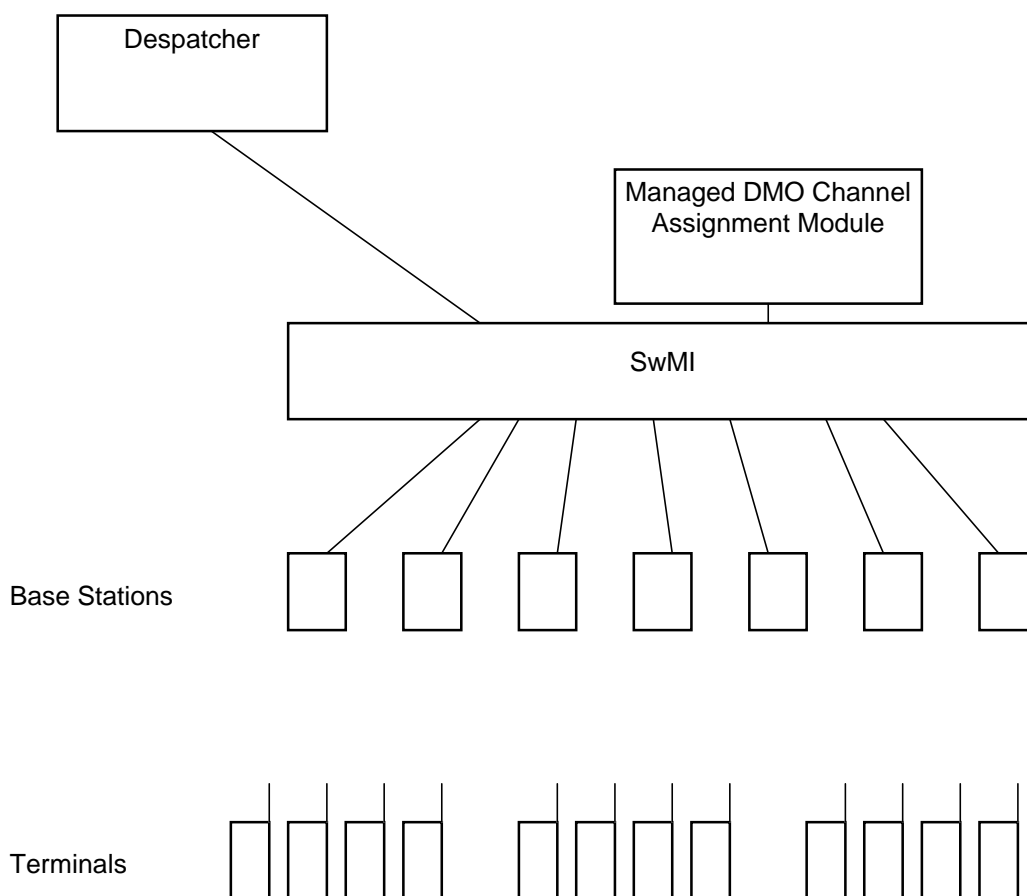 Despatcher
Managed DMO Channel
Assignment Module
SwMI
Base Stations
Terminals